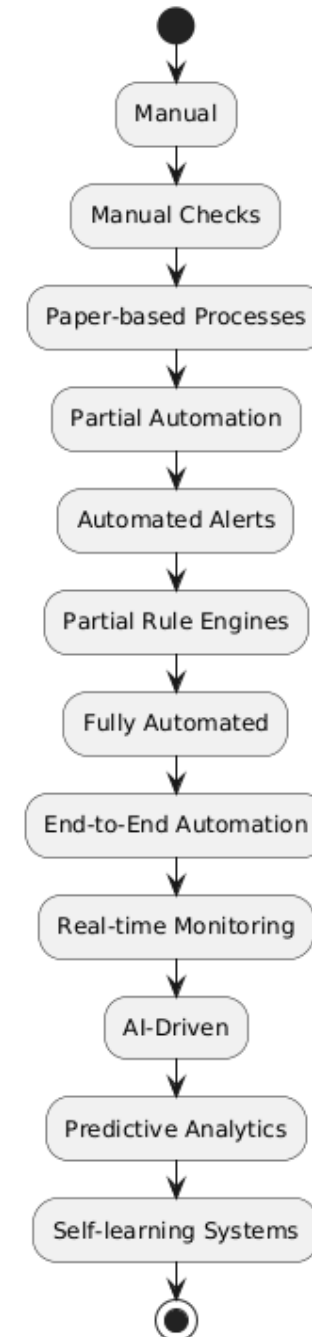 Manual
Manual Checks
Paper-based Processes
Partial Automation
Automated Alerts
Partial Rule Engines
Fully Automated
End-to-End Automation
Real-time Monitoring
AI-Driven
Predictive Analytics
Self-learning Systems